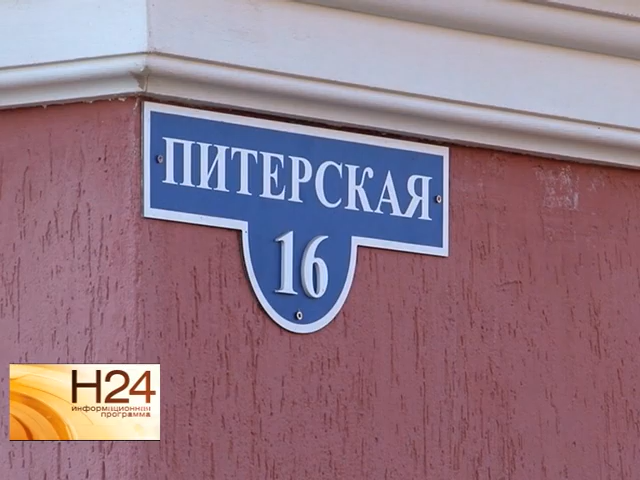 ПИТЕРСКАЯ
16
Н24
информационная
программа